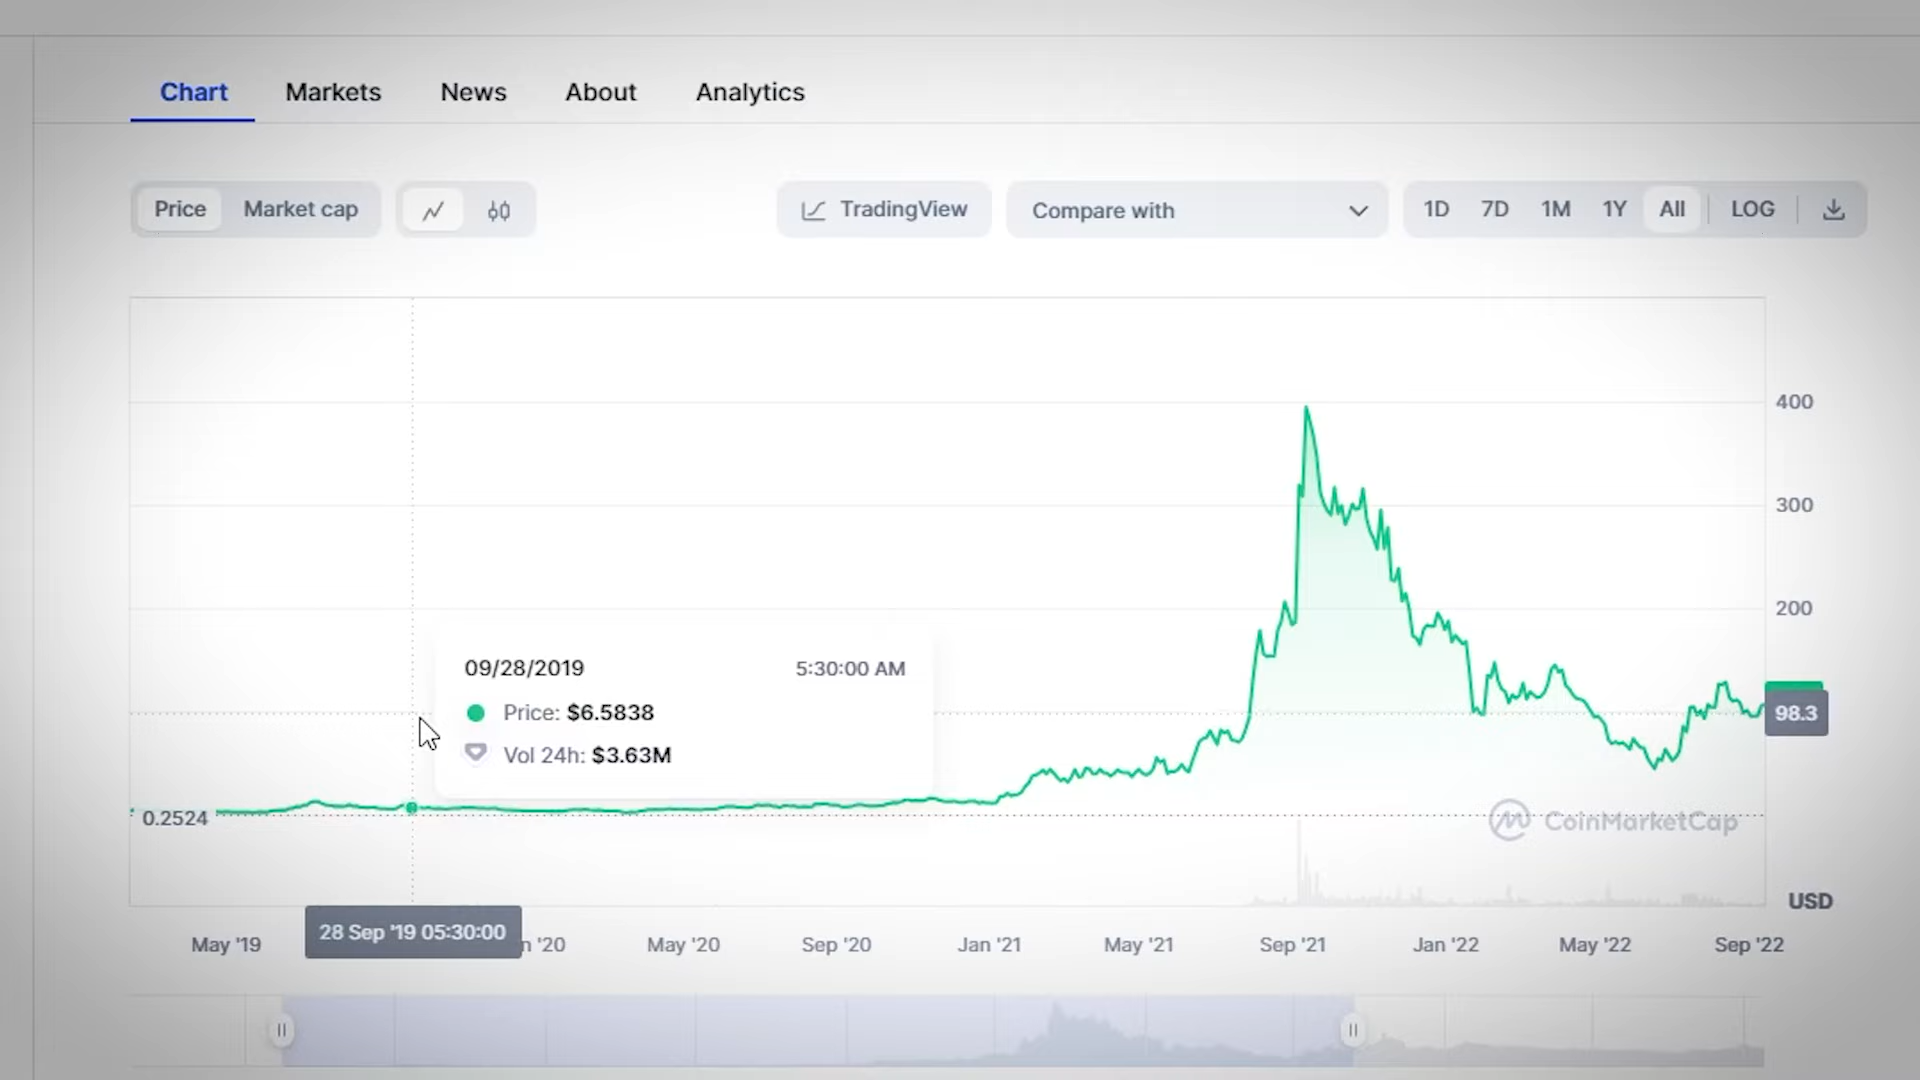 Chart Markets News About Analytics
Price Market cap TradingView Compare with 1D 7D 1M 1Y All LOG
400
300
200
09/28/2019 5:30:00 AM
Price: $6.5838
Vol 24h: $3.63M
98.3
0.2524
CoinMarketCap
USD
May '19 28 Sep '19 05:30:00 n '20 May '20 Sep '20 Jan '21 May '21 Sep '21 Jan '22 May '22 Sep '22